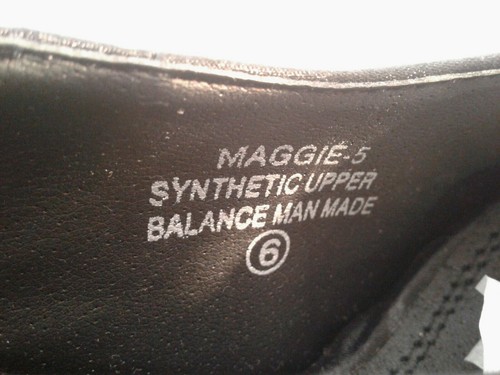 MAGGIE-5
SYNTHETIC UPPER
BALANCE MAN MADE
6